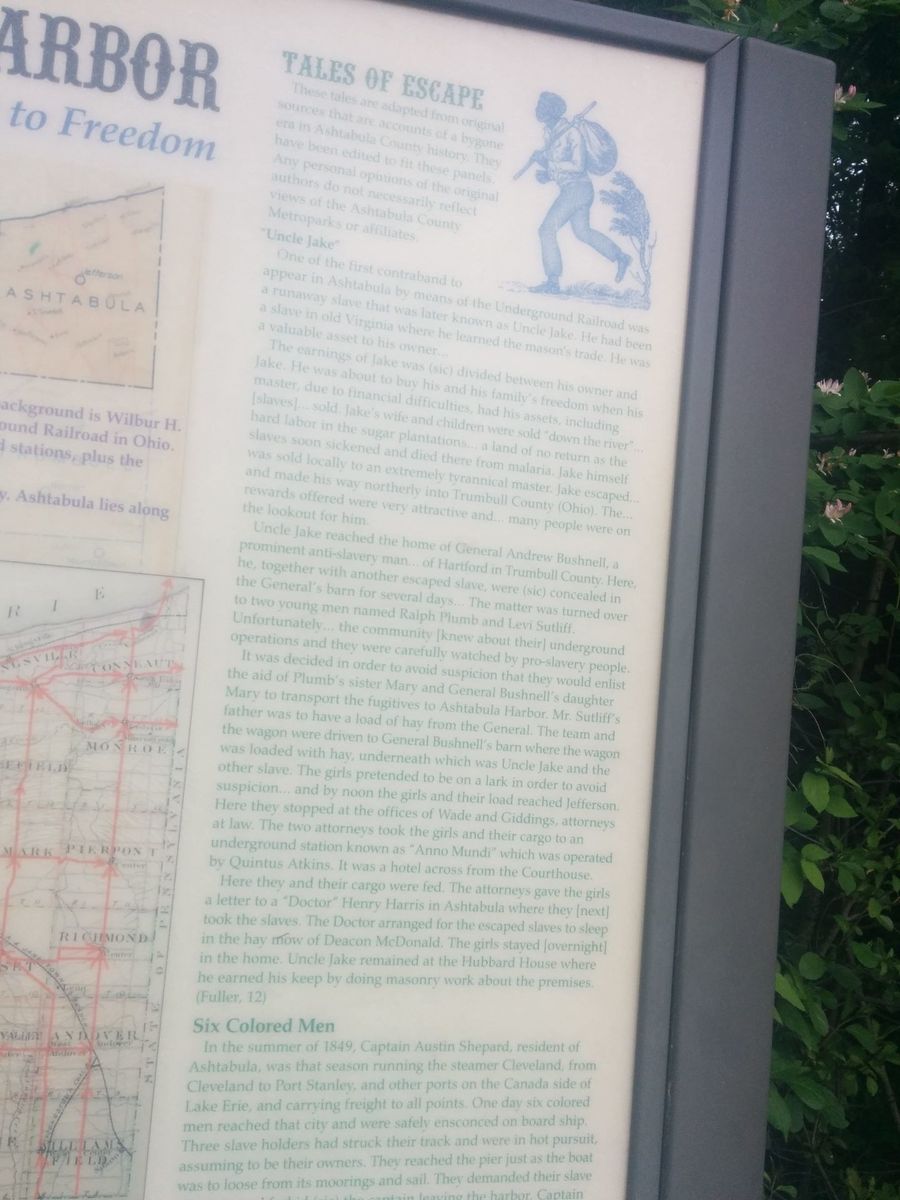 ARBOR
to Freedom
Jefferson
ASHTABULA
ackground is Wilbur H.
ound Railroad in Ohio.
d stations, plus the
y. Ashtabula lies along
R I E
NGSVILLE
CONNEAUT
MONROE
EFIELD
MARK
PIERPONT
RICHMOND
ANDOVER
WILLIAMS
FIELD
STATE OF PENNSYLVANIA
TALES OF ESCAPE
These tales are adapted from original
sources that are accounts of a bygone
era in Ashtabula County history. They
have been edited to fit these panels.
Any personal opinions of the original
authors do not necessarily reflect
views of the Ashtabula County
Metroparks or affiliates.
"Uncle Jake"
One of the first contraband to
appear in Ashtabula by means of the Underground Railroad was
a runaway slave that was later known as Uncle Jake. He had been
a slave in old Virginia where he learned the mason's trade. He was
a valuable asset to his owner...
The earnings of Jake was (sic) divided between his owner and
Jake. He was about to buy his and his family's freedom when his
master, due to financial difficulties, had his assets, including
[slaves]... sold. Jake's wife and children were sold "down the river"...
hard labor in the sugar plantations... a land of no return as the
slaves soon sickened and died there from malaria. Jake himself
was sold locally to an extremely tyrannical master. Jake escaped...
and made his way northerly into Trumbull County (Ohio). The...
rewards offered were very attractive and... many people were on
the lookout for him.
Uncle Jake reached the home of General Andrew Bushnell, a
prominent anti-slavery man... of Hartford in Trumbull County. Here,
he, together with another escaped slave, were (sic) concealed in
the General's barn for several days... The matter was turned over
to two young men named Ralph Plumb and Levi Sutliff.
Unfortunately... the community [knew about their] underground
operations and they were carefully watched by pro-slavery people.
It was decided in order to avoid suspicion that they would enlist
the aid of Plumb's sister Mary and General Bushnell's daughter
Mary to transport the fugitives to Ashtabula Harbor. Mr. Sutliff's
father was to have a load of hay from the General. The team and
the wagon were driven to General Bushnell's barn where the wagon
was loaded with hay, underneath which was Uncle Jake and the
other slave. The girls pretended to be on a lark in order to avoid
suspicion... and by noon the girls and their load reached Jefferson.
Here they stopped at the offices of Wade and Giddings, attorneys
at law. The two attorneys took the girls and their cargo to an
underground station known as "Anno Mundi" which was operated
by Quintus Atkins. It was a hotel across from the Courthouse.
Here they and their cargo were fed. The attorneys gave the girls
a letter to a "Doctor" Henry Harris in Ashtabula where they [next]
took the slaves. The Doctor arranged for the escaped slaves to sleep
in the hay mow of Deacon McDonald. The girls stayed [overnight]
in the home. Uncle Jake remained at the Hubbard House where
he earned his keep by doing masonry work about the premises.
(Fuller, 12)
Six Colored Men
In the summer of 1849, Captain Austin Shepard, resident of
Ashtabula, was that season running the steamer Cleveland, from
Cleveland to Port Stanley, and other ports on the Canada side of
Lake Erie, and carrying freight to all points. One day six colored
men reached that city and were safely ensconced on board ship.
Three slave holders had struck their track and were in hot pursuit,
assuming to be their owners. They reached the pier just as the boat
was to loose from its moorings and sail. They demanded their slave
the captain leaving the harbor. Captain